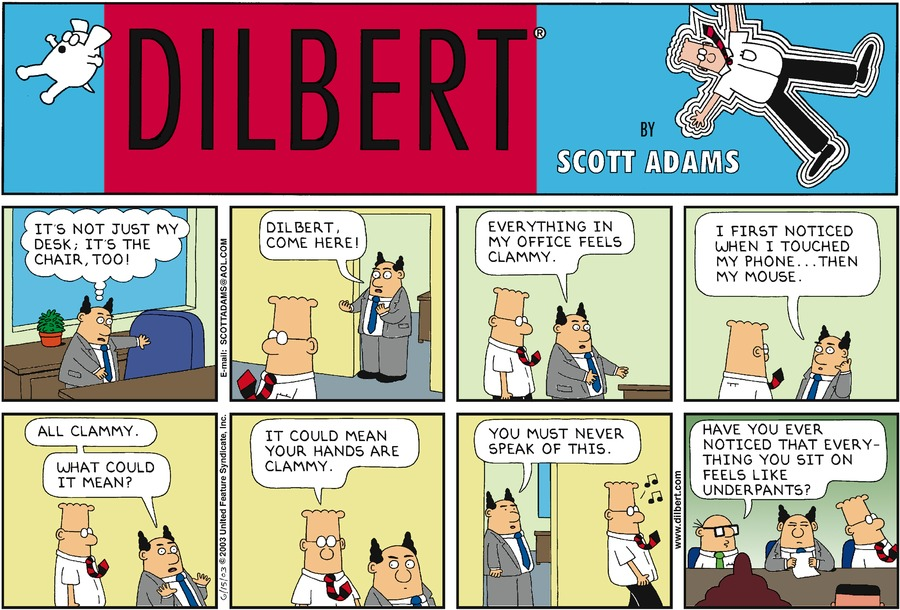 DILBERT®
BY
SCOTT ADAMS
IT'S NOT JUST MY
DESK; IT'S THE
CHAIR, TOO!
E-mail: SCOTTADAMS@AOL.COM
DILBERT,
COME HERE!
EVERYTHING IN
MY OFFICE FEELS
CLAMMY.
I FIRST NOTICED
WHEN I TOUCHED
MY PHONE...THEN
MY MOUSE.
ALL CLAMMY.
WHAT COULD
IT MEAN?
6/15/03 © 2003 United Feature Syndicate, Inc.
IT COULD MEAN
YOUR HANDS ARE
CLAMMY.
YOU MUST NEVER
SPEAK OF THIS.
www.dilbert.com
HAVE YOU EVER
NOTICED THAT EVERY-
THING YOU SIT ON
FEELS LIKE
UNDERPANTS?